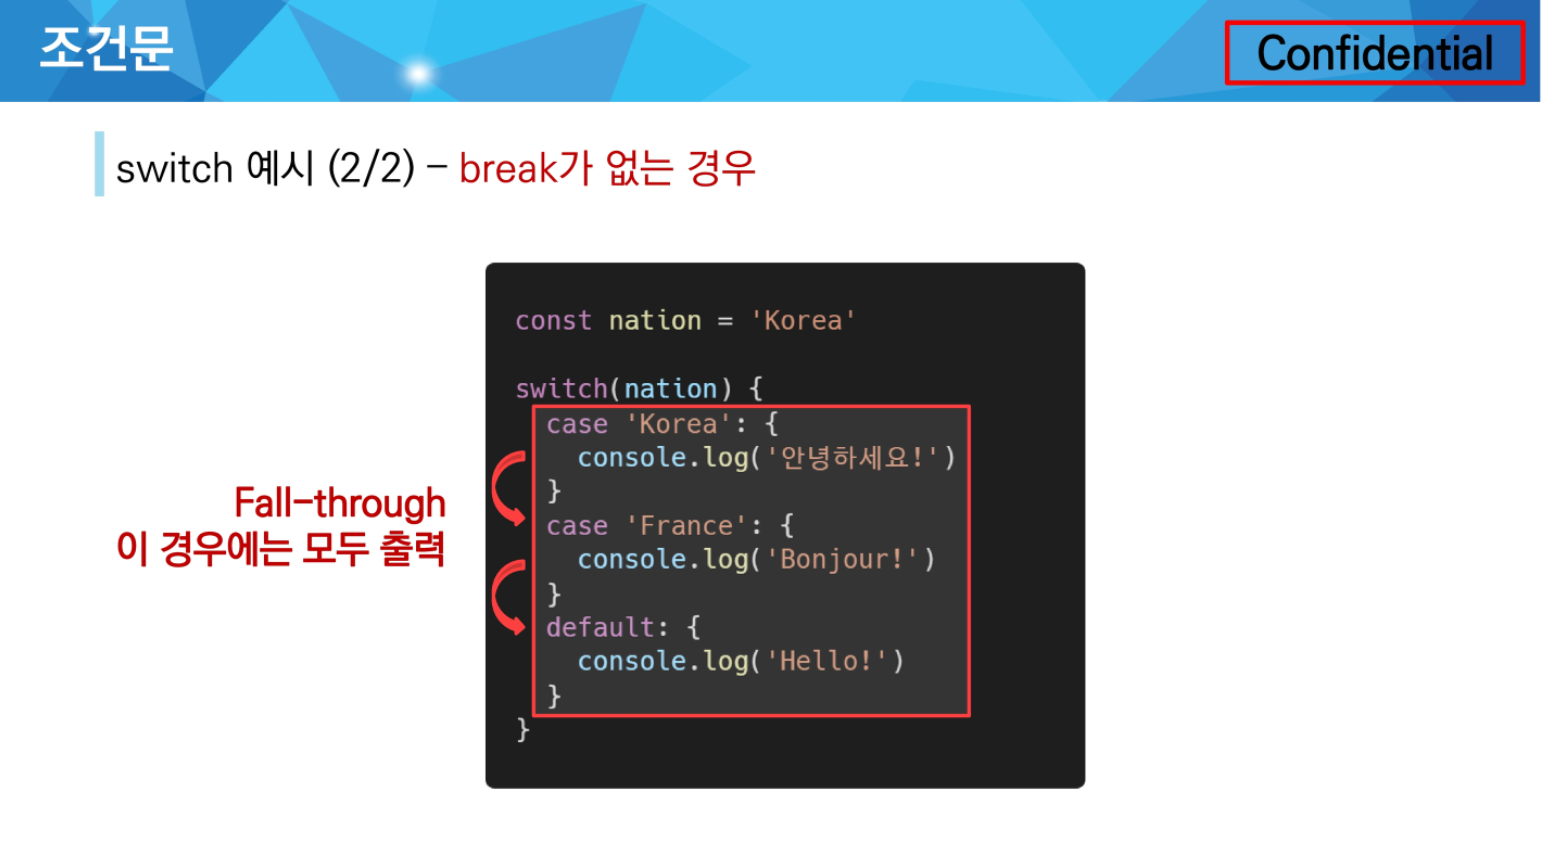 조건문
Confidential
switch 예시 (2/2) – break가 없는 경우
const nation = 'Korea'
switch(nation) {
case 'Korea': {
console.log('안녕하세요!')
}
case 'France': {
console.log('Bonjour!')
}
default: {
console.log('Hello!')
}
}
Fall-through
이 경우에는 모두 출력